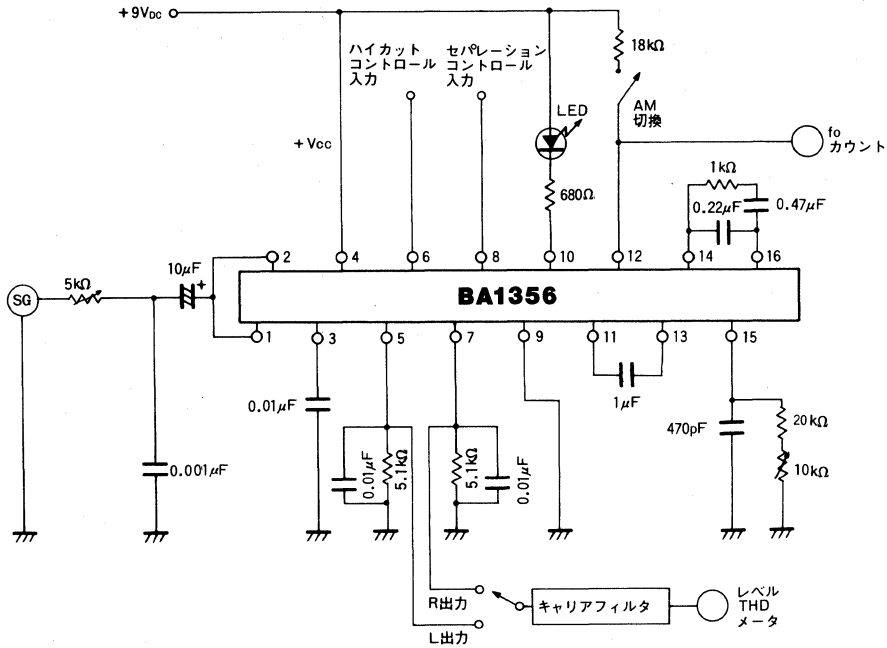 +9VDC
ハイカット
コントロール
入力
セパレーション
コントロール
入力
18kΩ
LED
AM
切換
fo
カウント
+Vcc
680Ω
1kΩ
0.22μF
0.47μF
10μF
+
2
4
6
8
10
12
14
16
5kΩ
SG
BA1356
1
3
5
7
9
11
13
15
0.01μF
1μF
470pF
20kΩ
10kΩ
0.001μF
0.01μF
5.1kΩ
5.1kΩ
0.01μF
R出力
L出力
キャリアフィルタ
レベル
THD
メータ